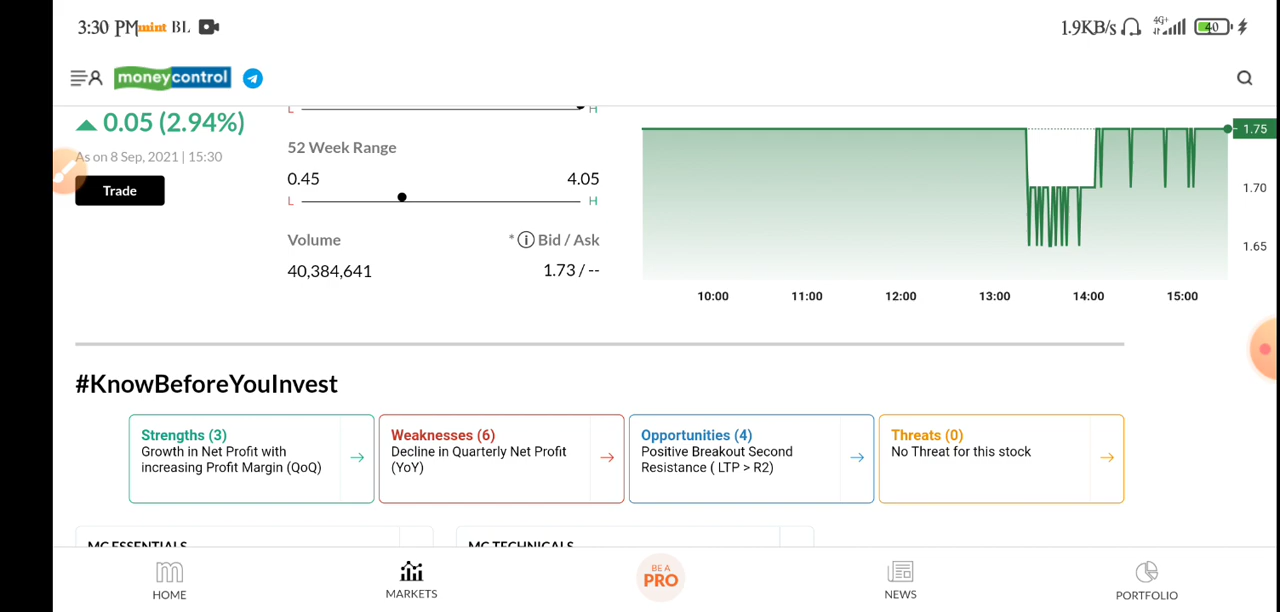 3:30 PM mint BL
1.9KB/s 4G+ 40
moneycontrol
0.05 (2.94%)
As on 8 Sep, 2021 | 15:30
Trade
L H
52 Week Range
0.45 4.05
L H
Volume * i Bid / Ask
40,384,641 1.73 / --
1.75
1.70
1.65
10:00 11:00 12:00 13:00 14:00 15:00
#KnowBeforeYouInvest
Strengths (3)
Growth in Net Profit with
increasing Profit Margin (QoQ)
Weaknesses (6)
Decline in Quarterly Net Profit
(YoY)
Opportunities (4)
Positive Breakout Second
Resistance ( LTP > R2)
Threats (0)
No Threat for this stock
MC ESSENTIALS
MC TECHNICALS
HOME
MARKETS
BE A
PRO
NEWS
PORTFOLIO